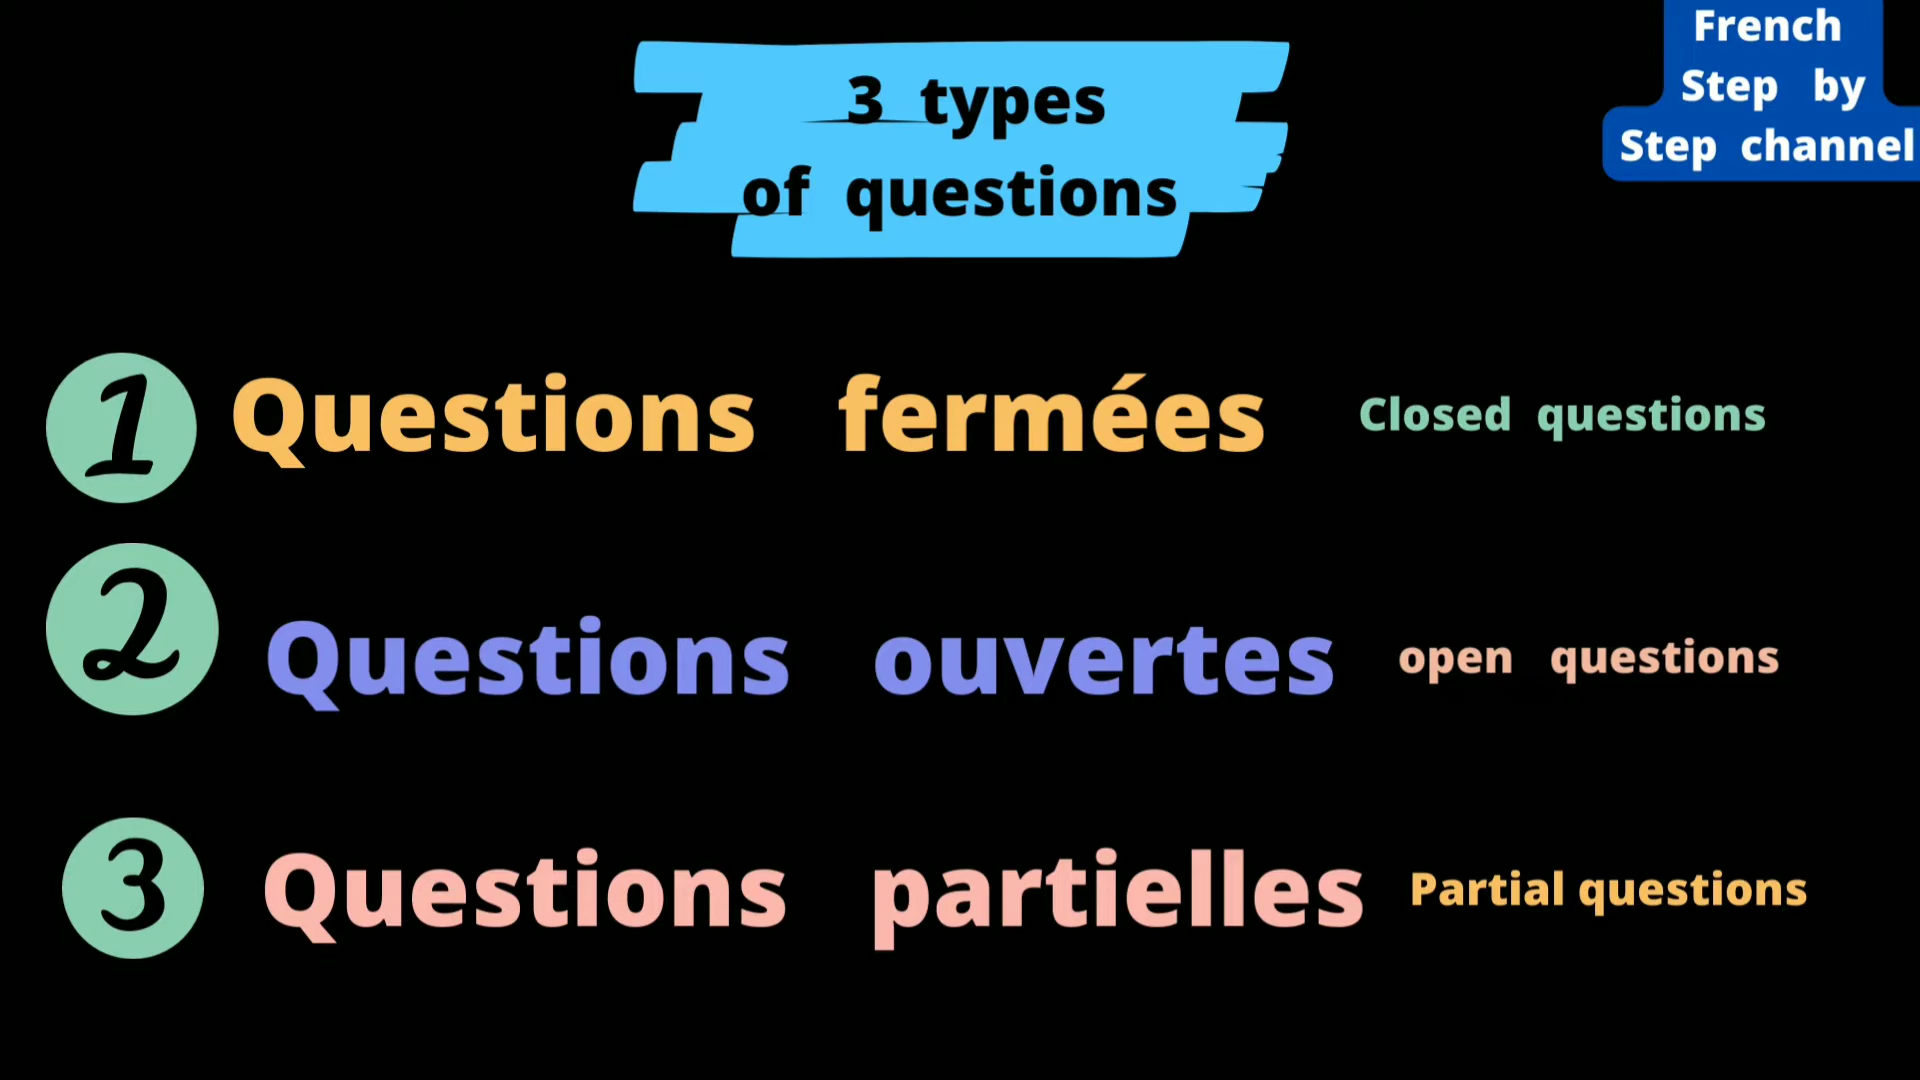 3 types
of questions
French
Step by
Step channel
1 Questions fermées Closed questions
2 Questions ouvertes open questions
3 Questions partielles Partial questions